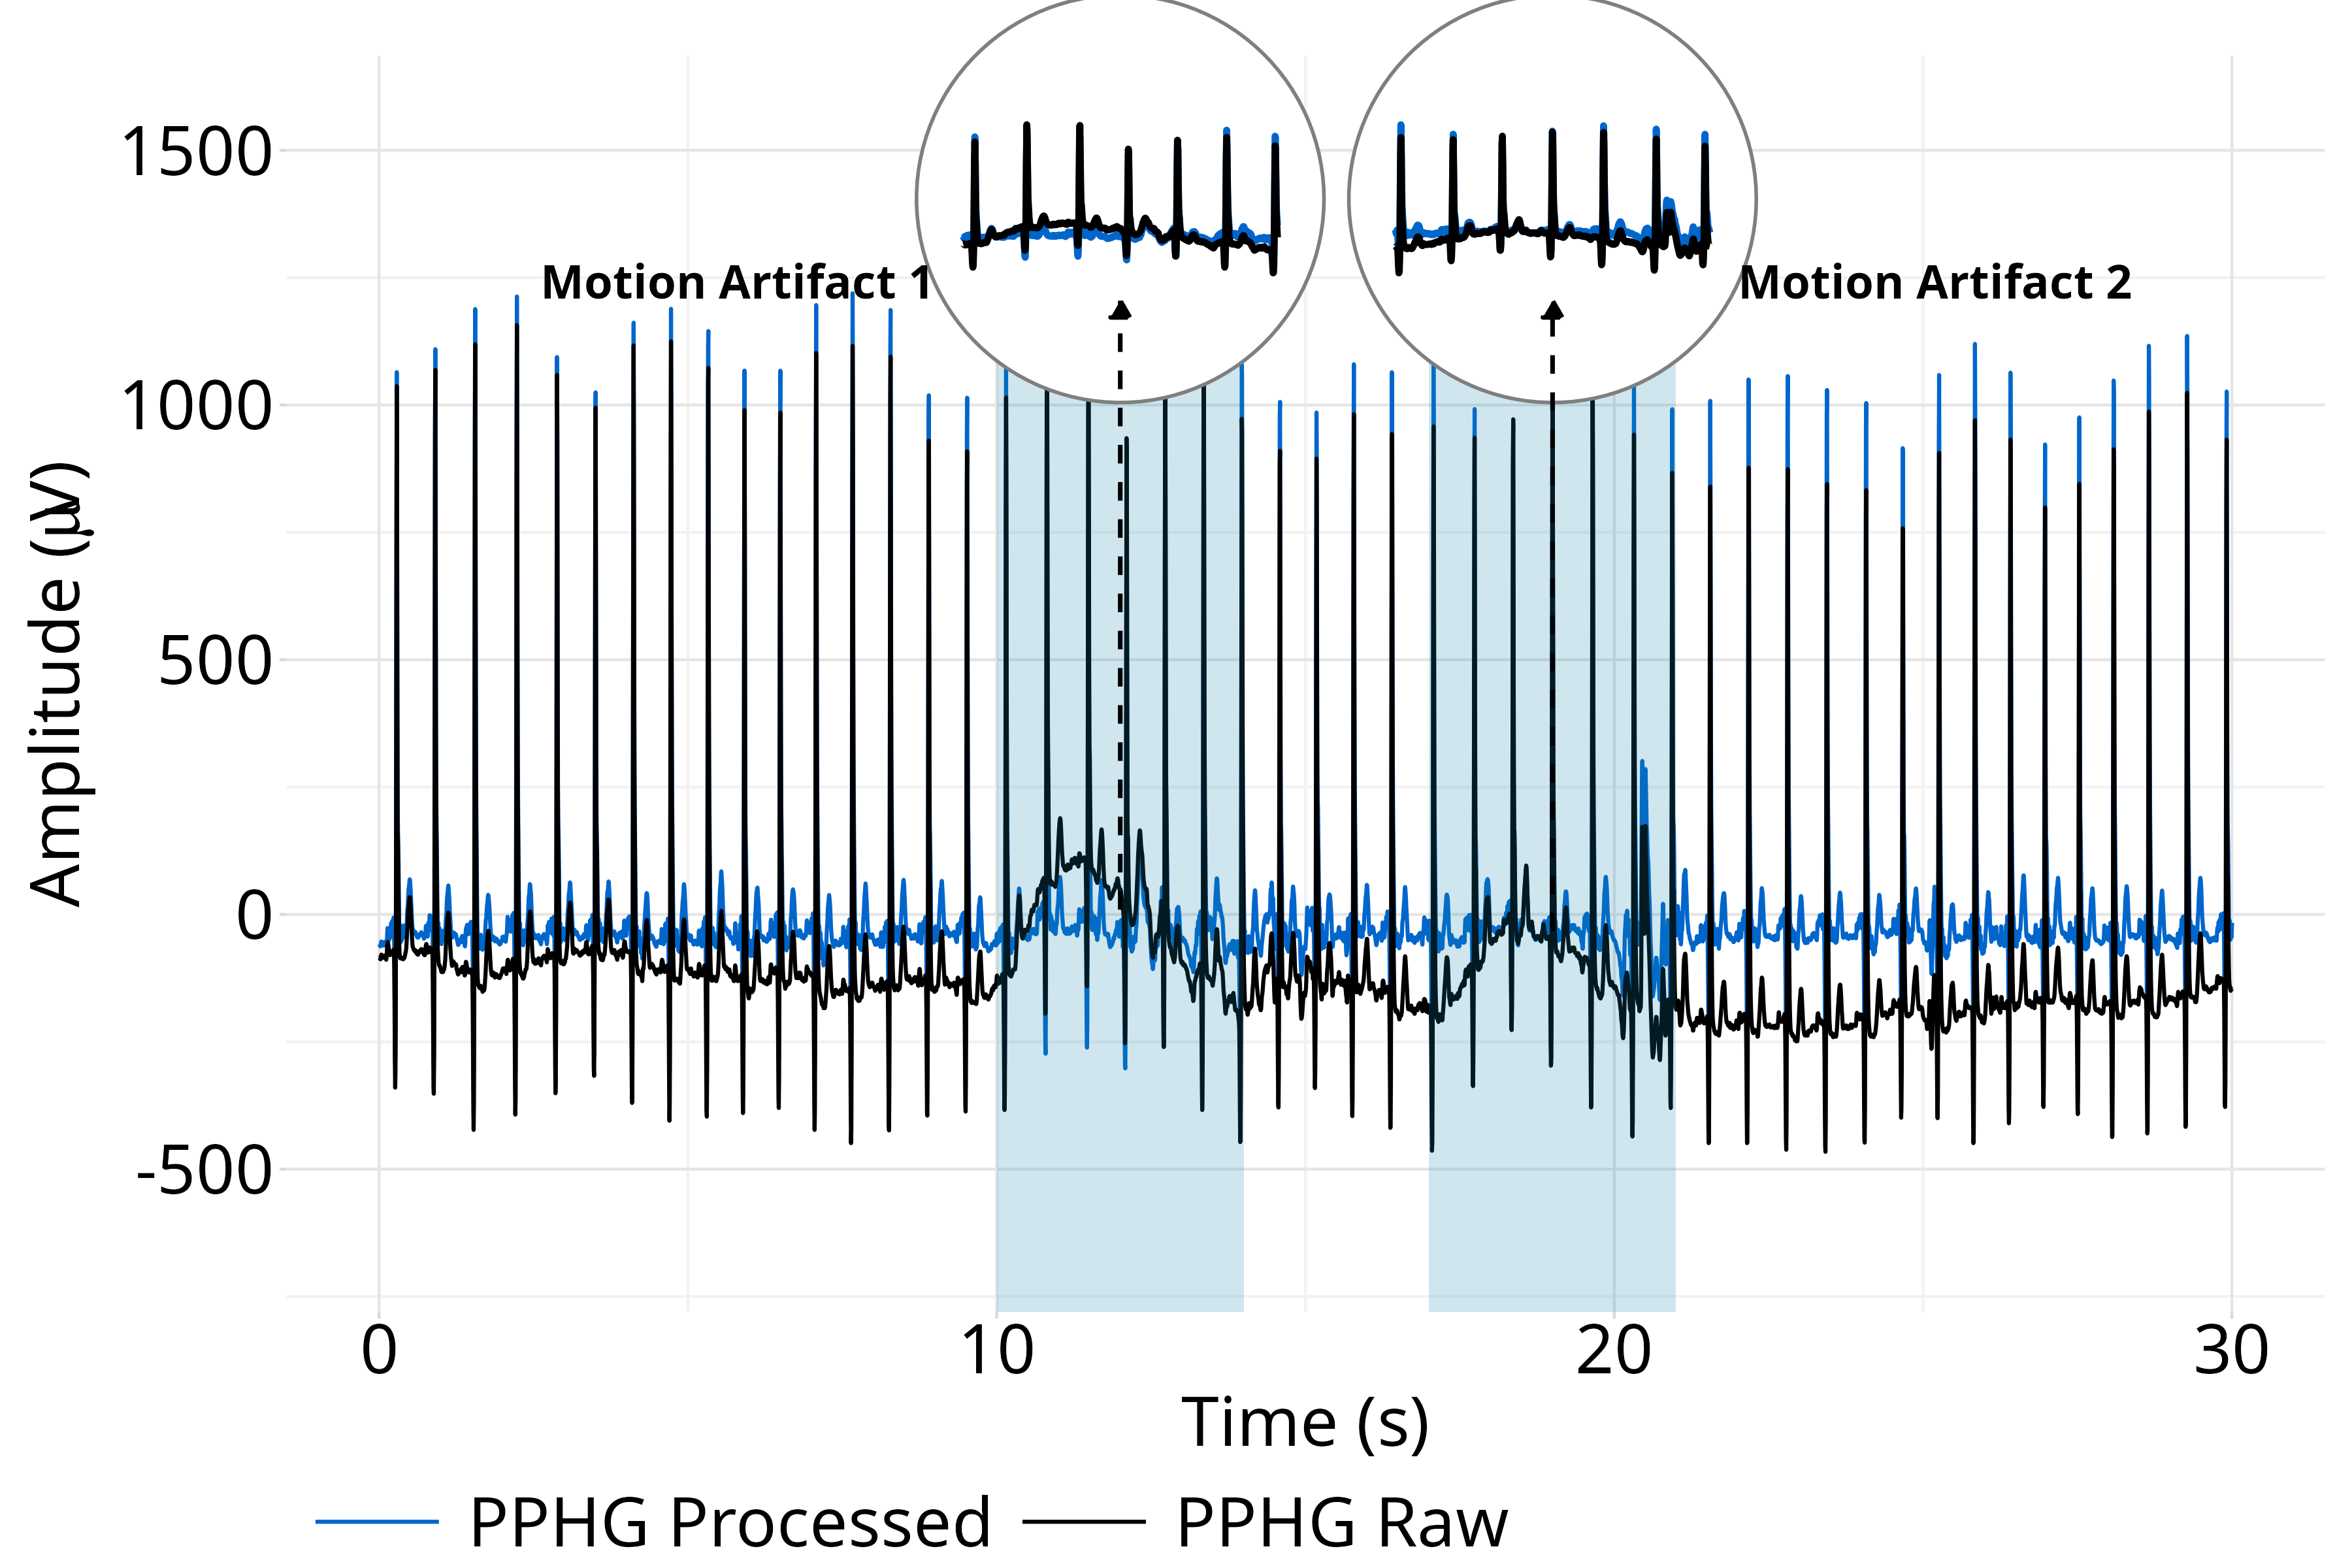 1500
Motion Artifact 1
Motion Artifact 2
1000
500
0
-500
Amplitude (µW)
0
10
20
30
Time (s)
PPHG Processed
PPHG Raw